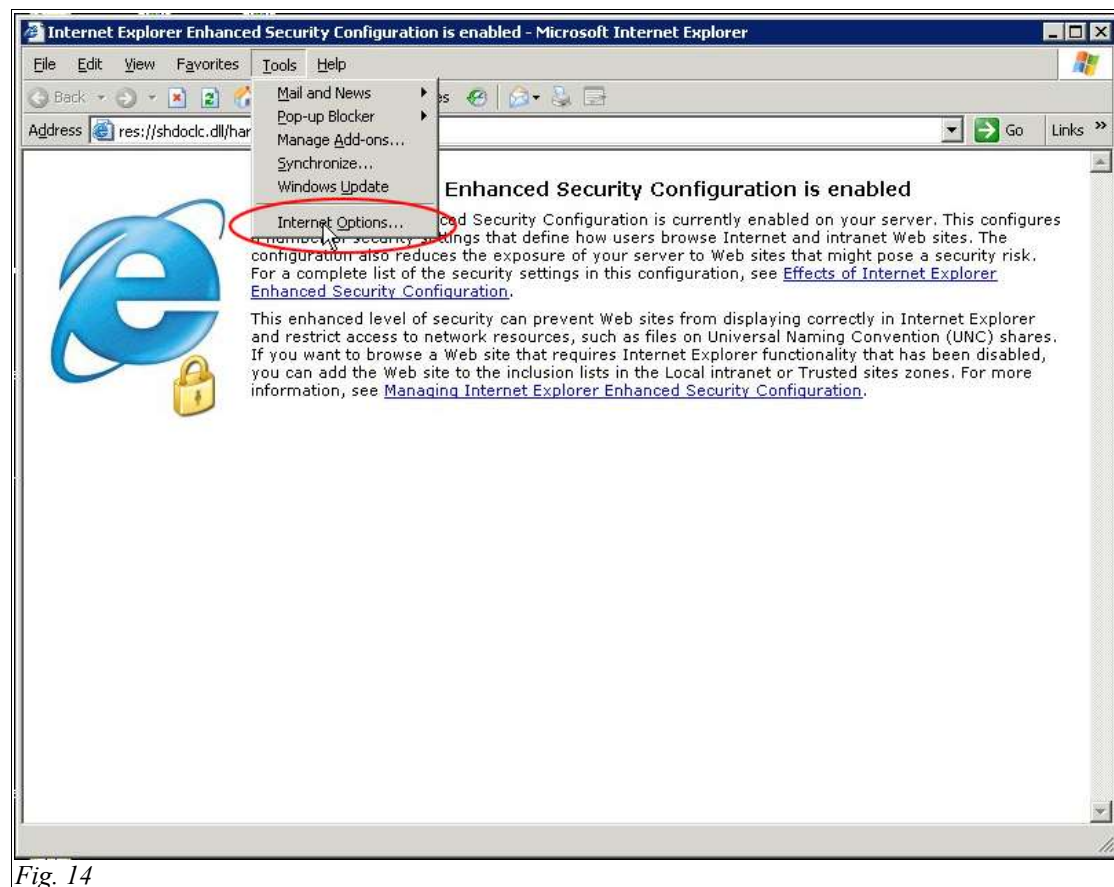 Internet Explorer Enhanced Security Configuration is enabled - Microsoft Internet Explorer
File Edit View Favorites Tools Help
Back
Address res://shdoclc.dll/har Go Links »
Mail and News
Pop-up Blocker
Manage Add-ons...
Synchronize...
Windows Update
Internet Options...
Enhanced Security Configuration is enabled
Security Configuration is currently enabled on your server. This configures
a number of security settings that define how users browse Internet and intranet Web sites. The
configuration also reduces the exposure of your server to Web sites that might pose a security risk.
For a complete list of the security settings in this configuration, see Effects of Internet Explorer
Enhanced Security Configuration.
This enhanced level of security can prevent Web sites from displaying correctly in Internet Explorer
and restrict access to network resources, such as files on Universal Naming Convention (UNC) shares.
If you want to browse a Web site that requires Internet Explorer functionality that has been disabled,
you can add the Web site to the inclusion lists in the Local intranet or Trusted sites zones. For more
information, see Managing Internet Explorer Enhanced Security Configuration.
Fig. 14